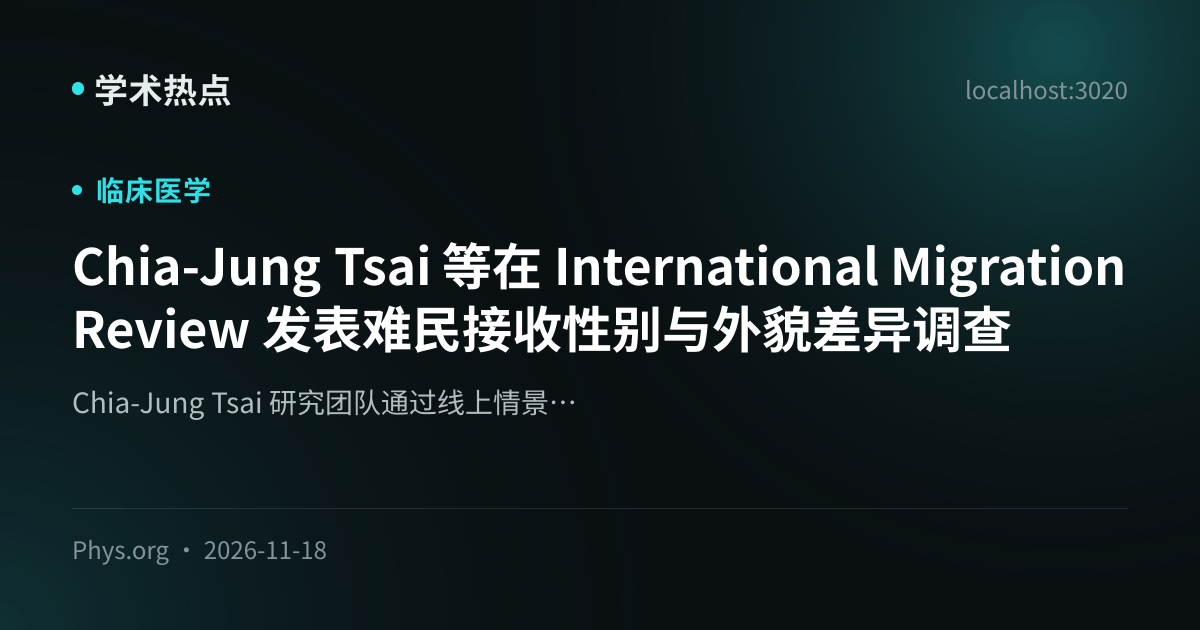 学术热点
localhost:3020
临床医学
Chia-Jung Tsai 等在 International Migration
Review 发表难民接收性别与外貌差异调查
Chia-Jung Tsai 研究团队通过线上情景…
Phys.org · 2026-11-18